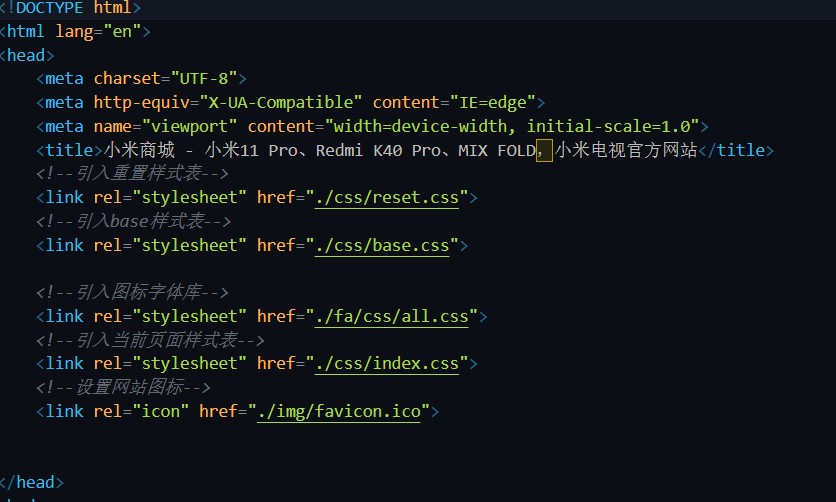 <!DOCTYPE html>
<html lang="en">
<head>
<meta charset="UTF-8">
<meta http-equiv="X-UA-Compatible" content="IE=edge">
<meta name="viewport" content="width=device-width, initial-scale=1.0">
<title>小米商城 - 小米11 Pro、Redmi K40 Pro、MIX FOLD，小米电视官方网站</title>
<!--引入重置样式表-->
<link rel="stylesheet" href="./css/reset.css">
<!--引入base样式表-->
<link rel="stylesheet" href="./css/base.css">
<!--引入图标字体库-->
<link rel="stylesheet" href="./fa/css/all.css">
<!--引入当前页面样式表-->
<link rel="stylesheet" href="./css/index.css">
<!--设置网站图标-->
<link rel="icon" href="./img/favicon.ico">
</head>